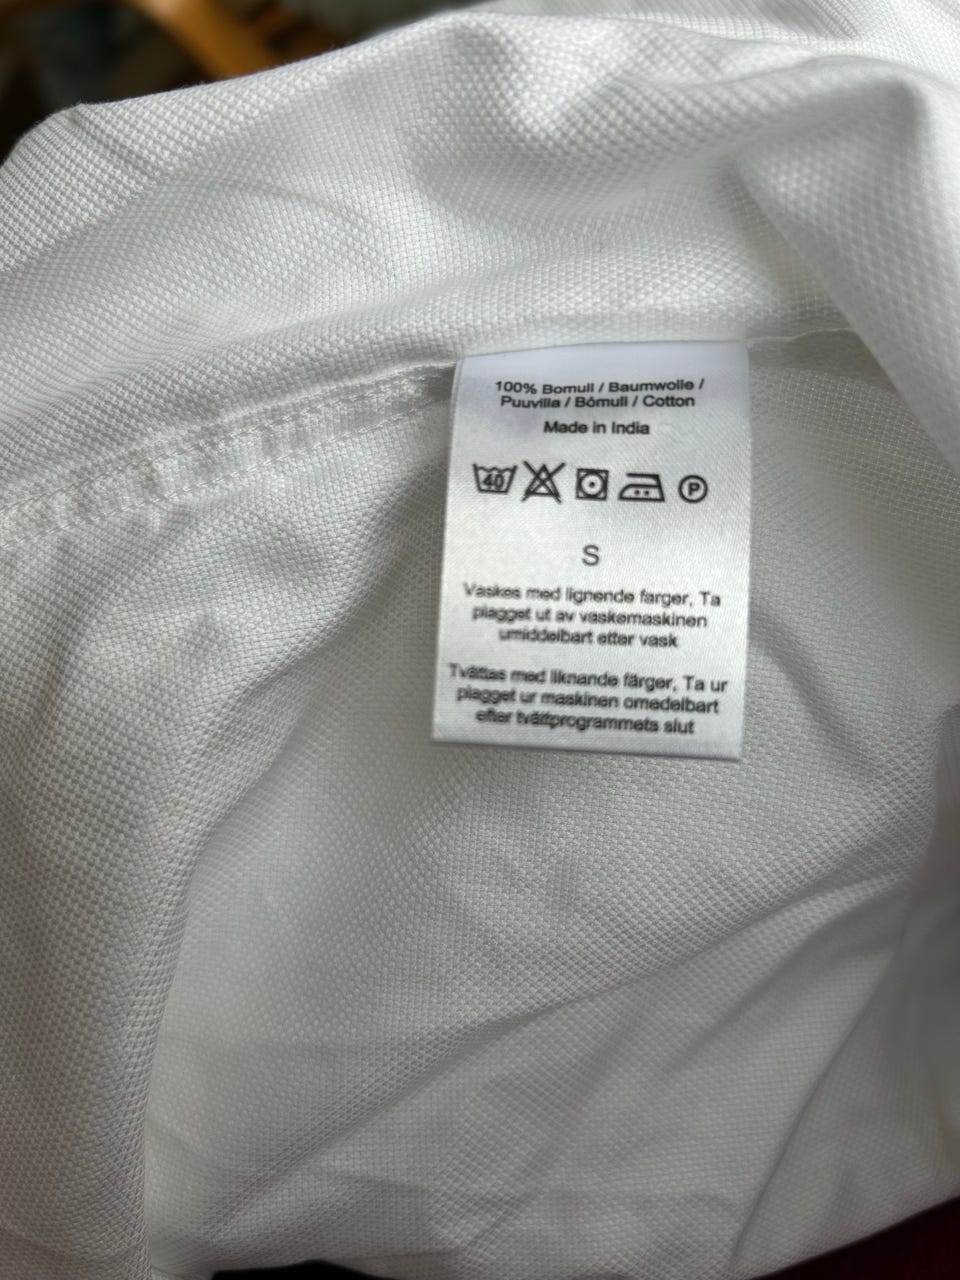 100% Bomull / Baumwolle /
Puuvilla / Bómull / Cotton
Made in India
40 P
S
Vaskes med lignende farger, Ta
plagget ut av vaskemaskinen
umiddelbart etter vask
Tvättas med liknande färger, Ta ur
plagget ur maskinen omedelbart
efter tvättprogrammets slut